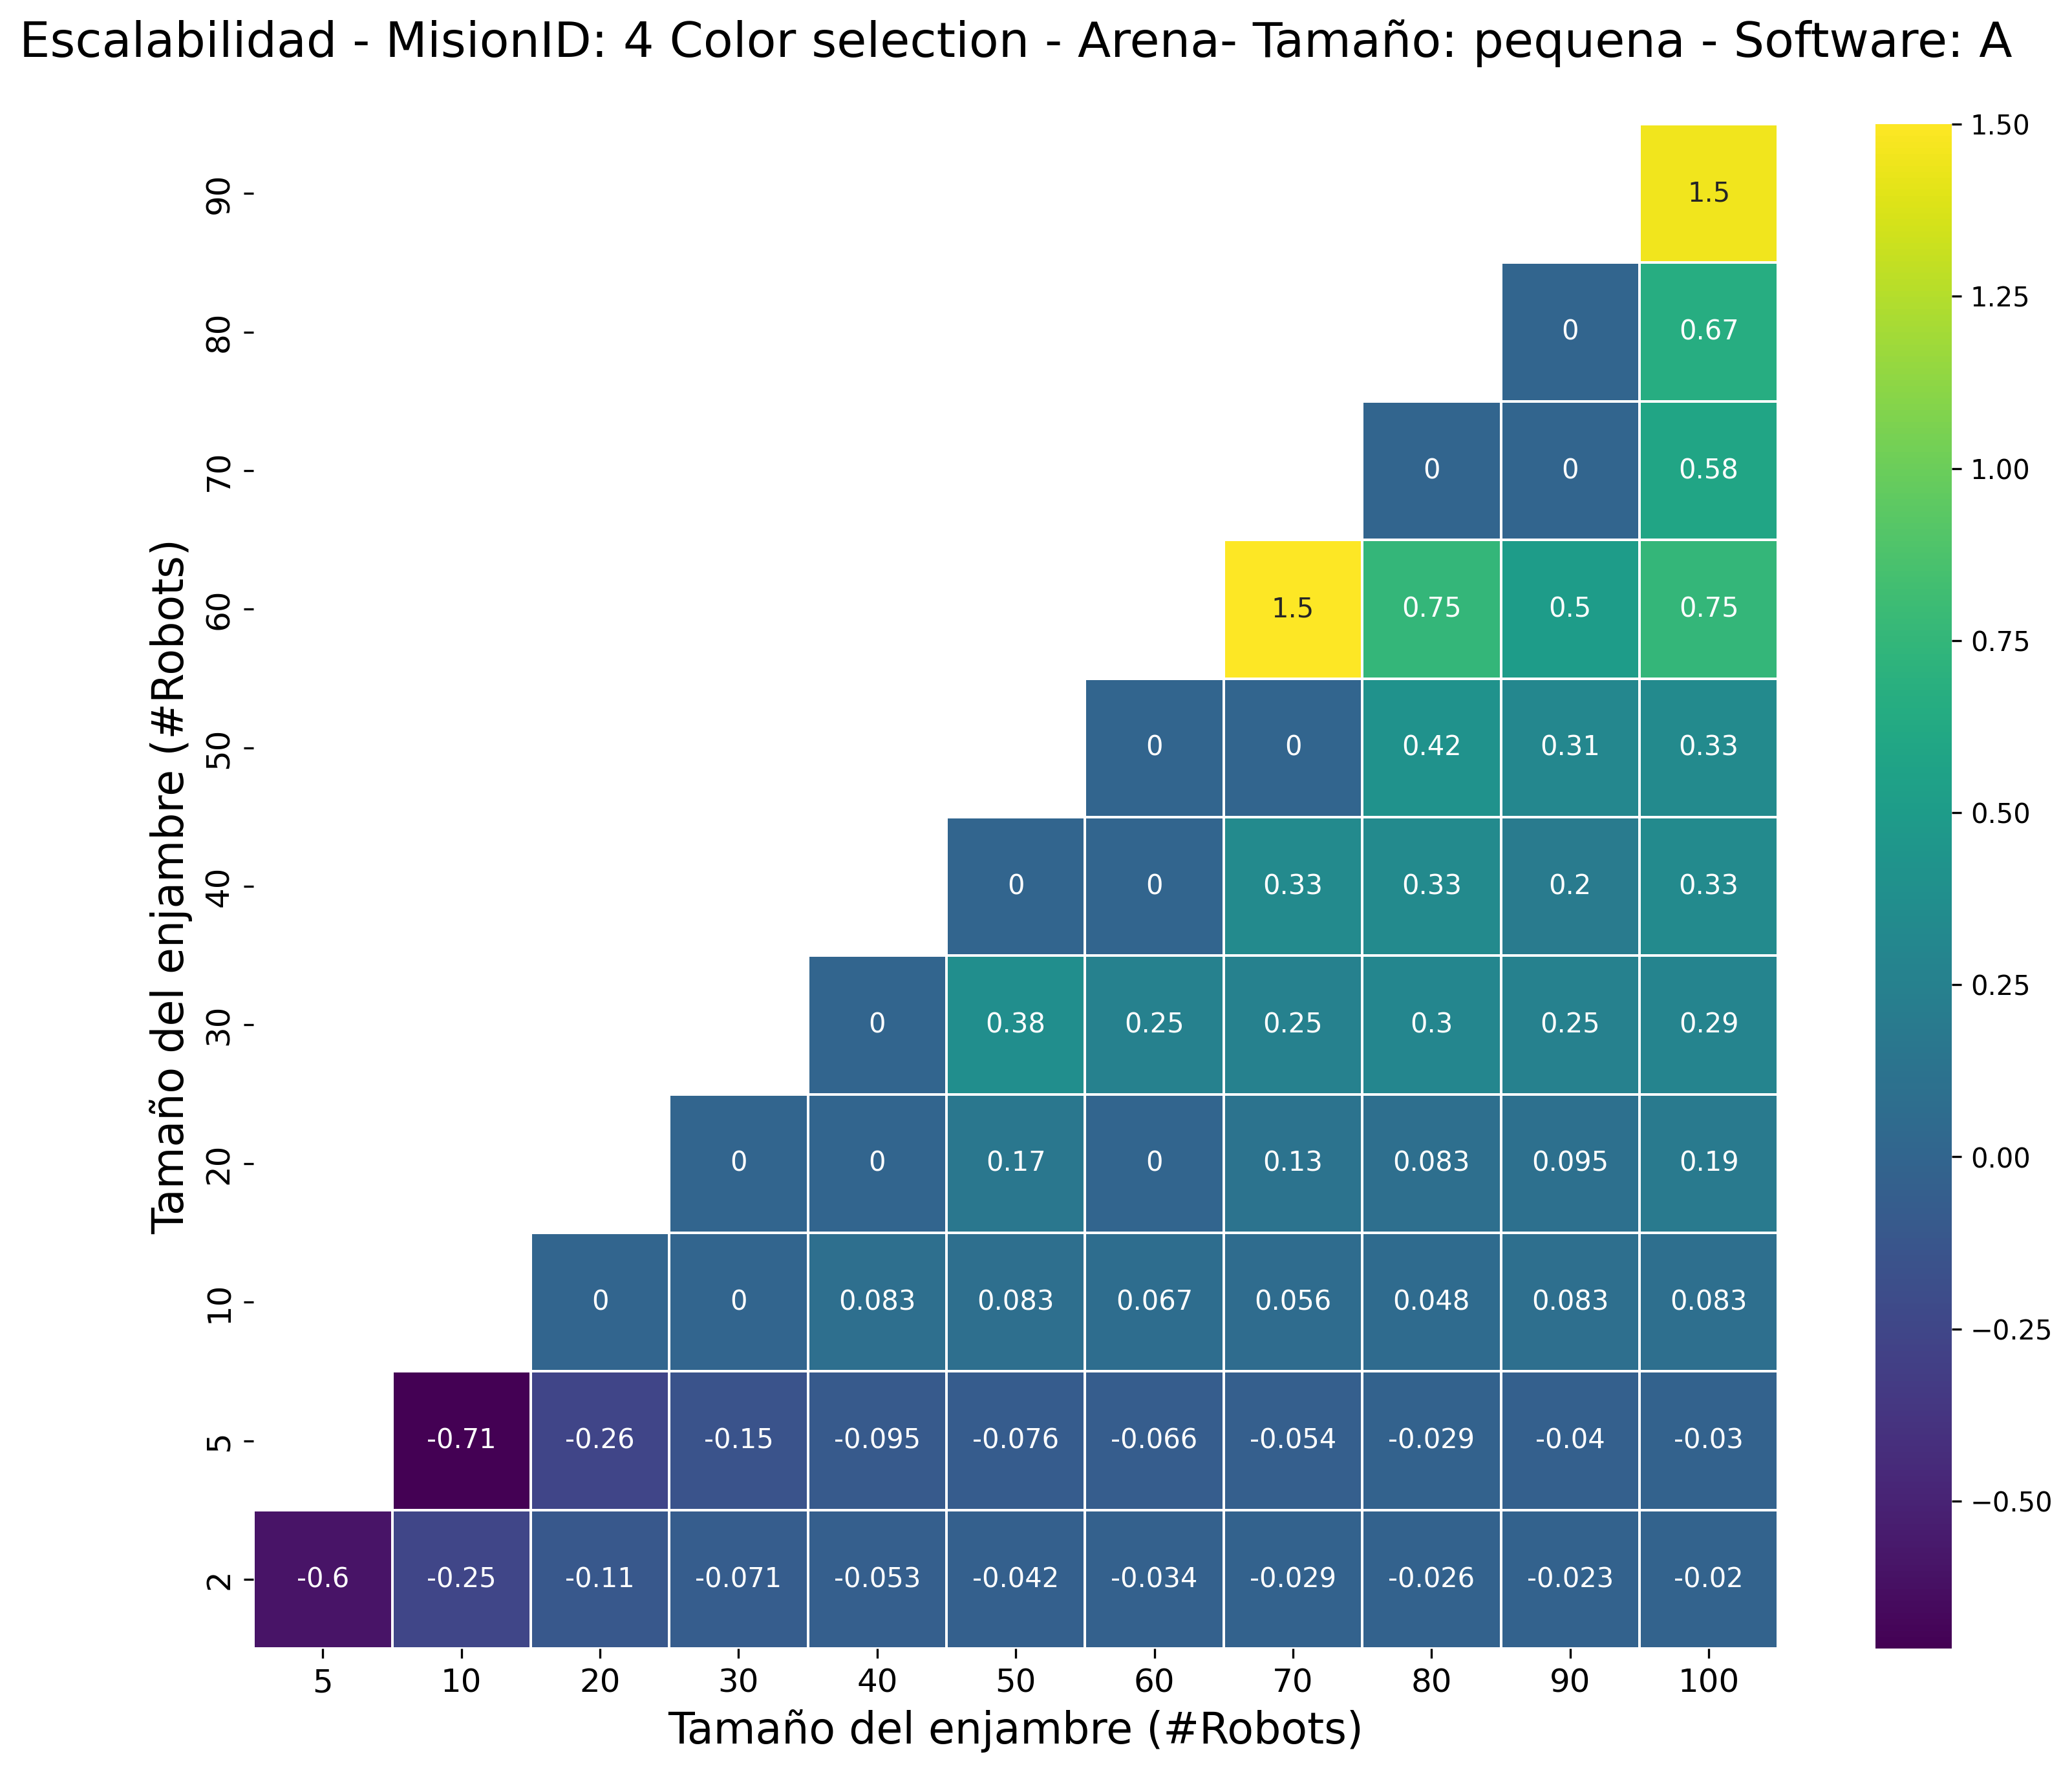 Escalabilidad - MisionID: 4 Color selection - Arena- Tamaño: pequena - Software: A
Tamaño del enjambre (#Robots)
90 1.5
80 0 0.67
70 0 0 0.58
60 1.5 0.75 0.5 0.75
50 0 0 0.42 0.31 0.33
40 0 0 0.33 0.33 0.2 0.33
30 0 0.38 0.25 0.25 0.3 0.25 0.29
20 0 0 0.17 0 0.13 0.083 0.095 0.19
10 0 0 0.083 0.083 0.067 0.056 0.048 0.083 0.083
5 -0.71 -0.26 -0.15 -0.095 -0.076 -0.066 -0.054 -0.029 -0.04 -0.03
2 -0.6 -0.25 -0.11 -0.071 -0.053 -0.042 -0.034 -0.029 -0.026 -0.023 -0.02
5 10 20 30 40 50 60 70 80 90 100
Tamaño del enjambre (#Robots)
1.50
1.25
1.00
0.75
0.50
0.25
0.00
−0.25
−0.50